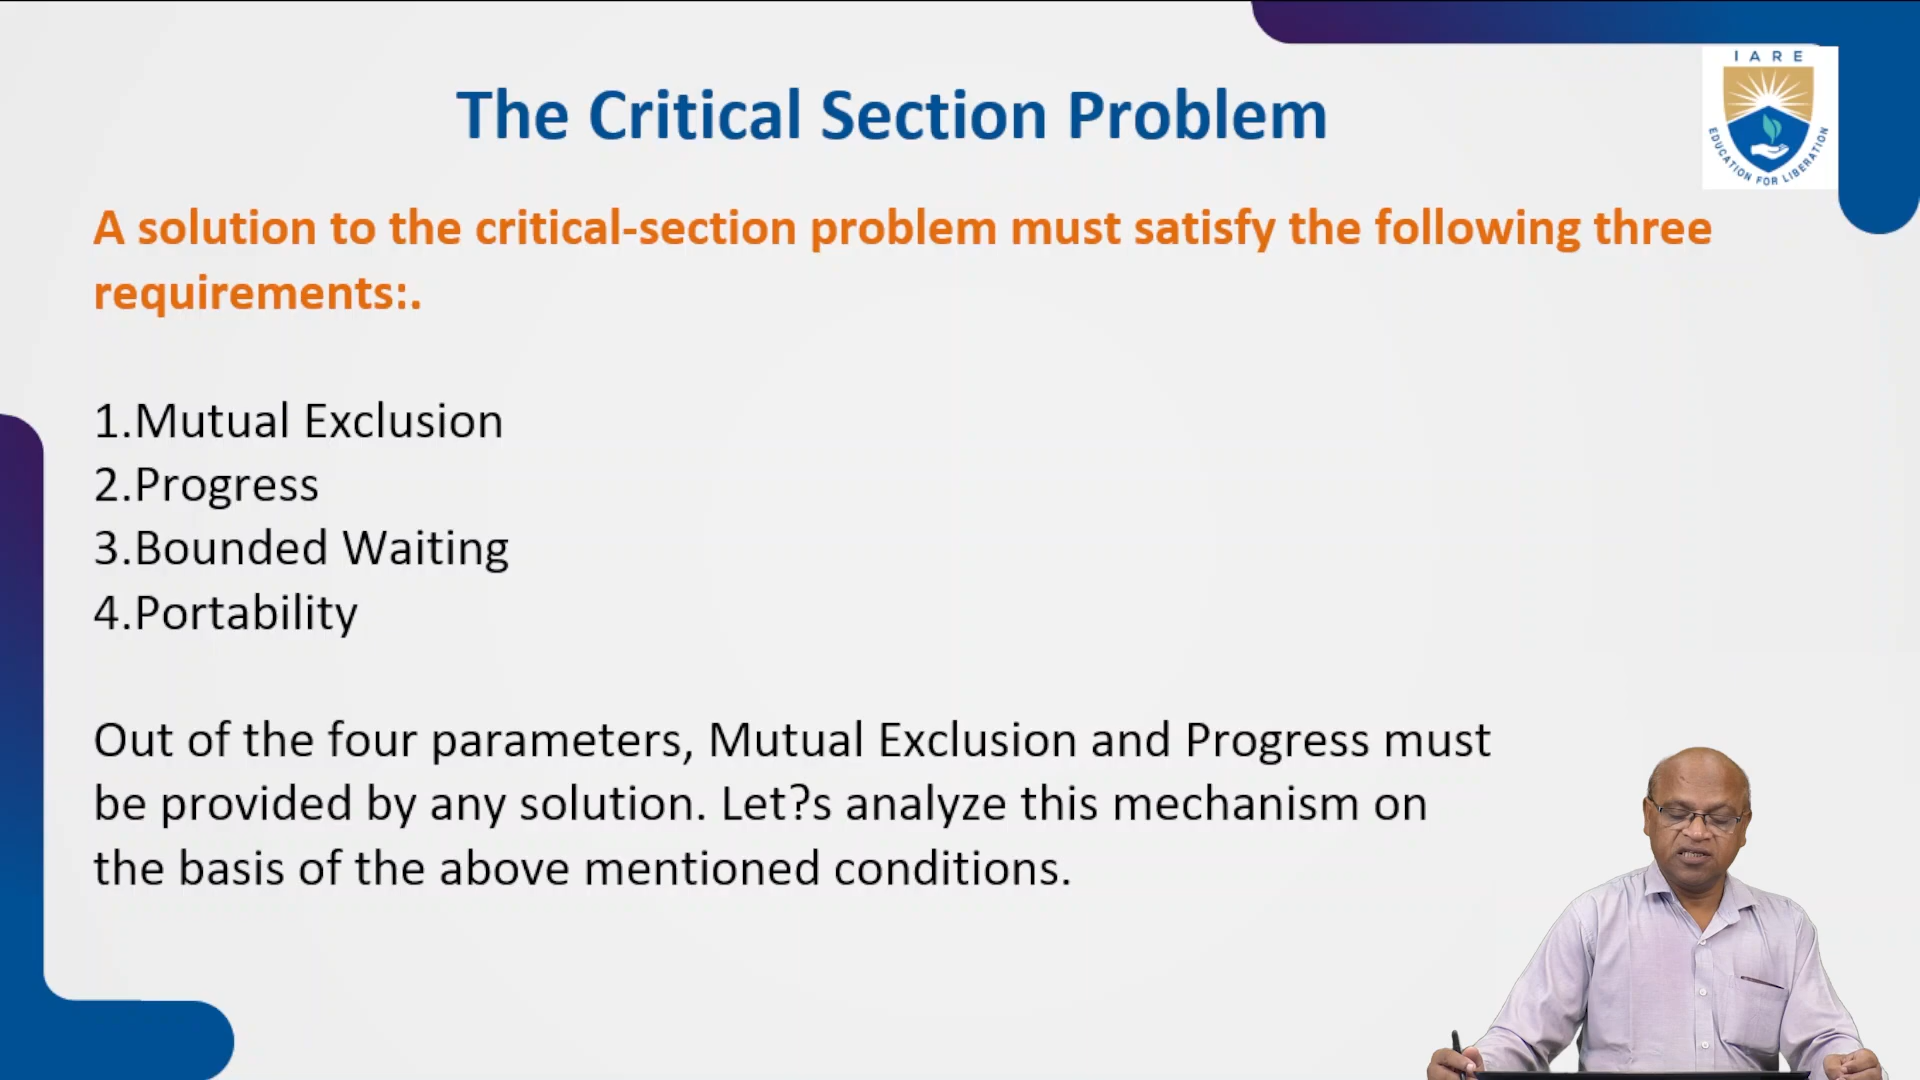 IARE
EDUCATION FOR LIBERATION
The Critical Section Problem
A solution to the critical-section problem must satisfy the following three
requirements:.
1.Mutual Exclusion
2.Progress
3.Bounded Waiting
4.Portability
Out of the four parameters, Mutual Exclusion and Progress must
be provided by any solution. Let?s analyze this mechanism on
the basis of the above mentioned conditions.